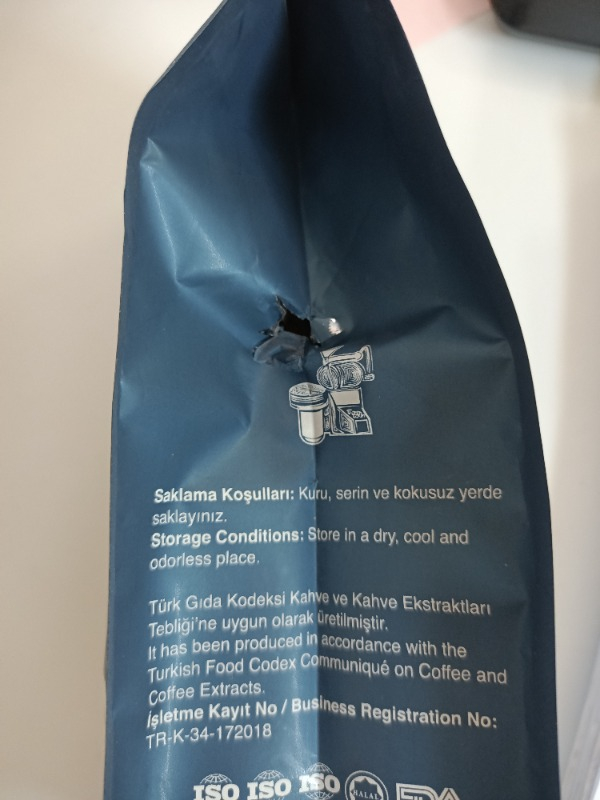 Saklama Koşulları: Kuru, serin ve kokusuz yerde
saklayınız.
Storage Conditions: Store in a dry, cool and
odorless place.
Türk Gıda Kodeksi Kahve ve Kahve Ekstraktları
Tebliği'ne uygun olarak üretilmiştir.
It has been produced in accordance with the
Turkish Food Codex Communiqué on Coffee and
Coffee Extracts.
İşletme Kayıt No / Business Registration No:
TR-K-34-172018
ISO ISO ISO HALAL FDA